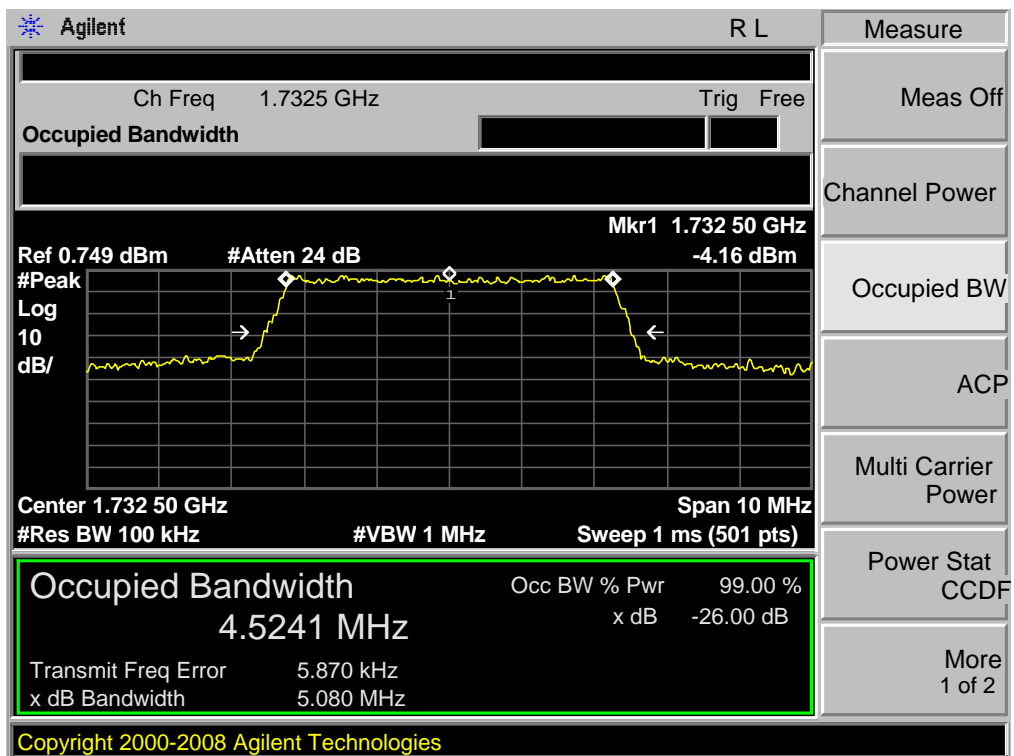 Agilent R L
Measure
Ch Freq 1.7325 GHz Trig Free
Occupied Bandwidth
Mkr1 1.732 50 GHz
Ref 0.749 dBm #Atten 24 dB -4.16 dBm
#Peak
Log
10
dB/
1
Center 1.732 50 GHz Span 10 MHz
#Res BW 100 kHz #VBW 1 MHz Sweep 1 ms (501 pts)
Occupied Bandwidth Occ BW % Pwr 99.00 %
4.5241 MHz x dB -26.00 dB
Transmit Freq Error 5.870 kHz
x dB Bandwidth 5.080 MHz
Copyright 2000-2008 Agilent Technologies
Meas Off
Channel Power
Occupied BW
ACP
Multi Carrier
Power
Power Stat
CCDF
More
1 of 2